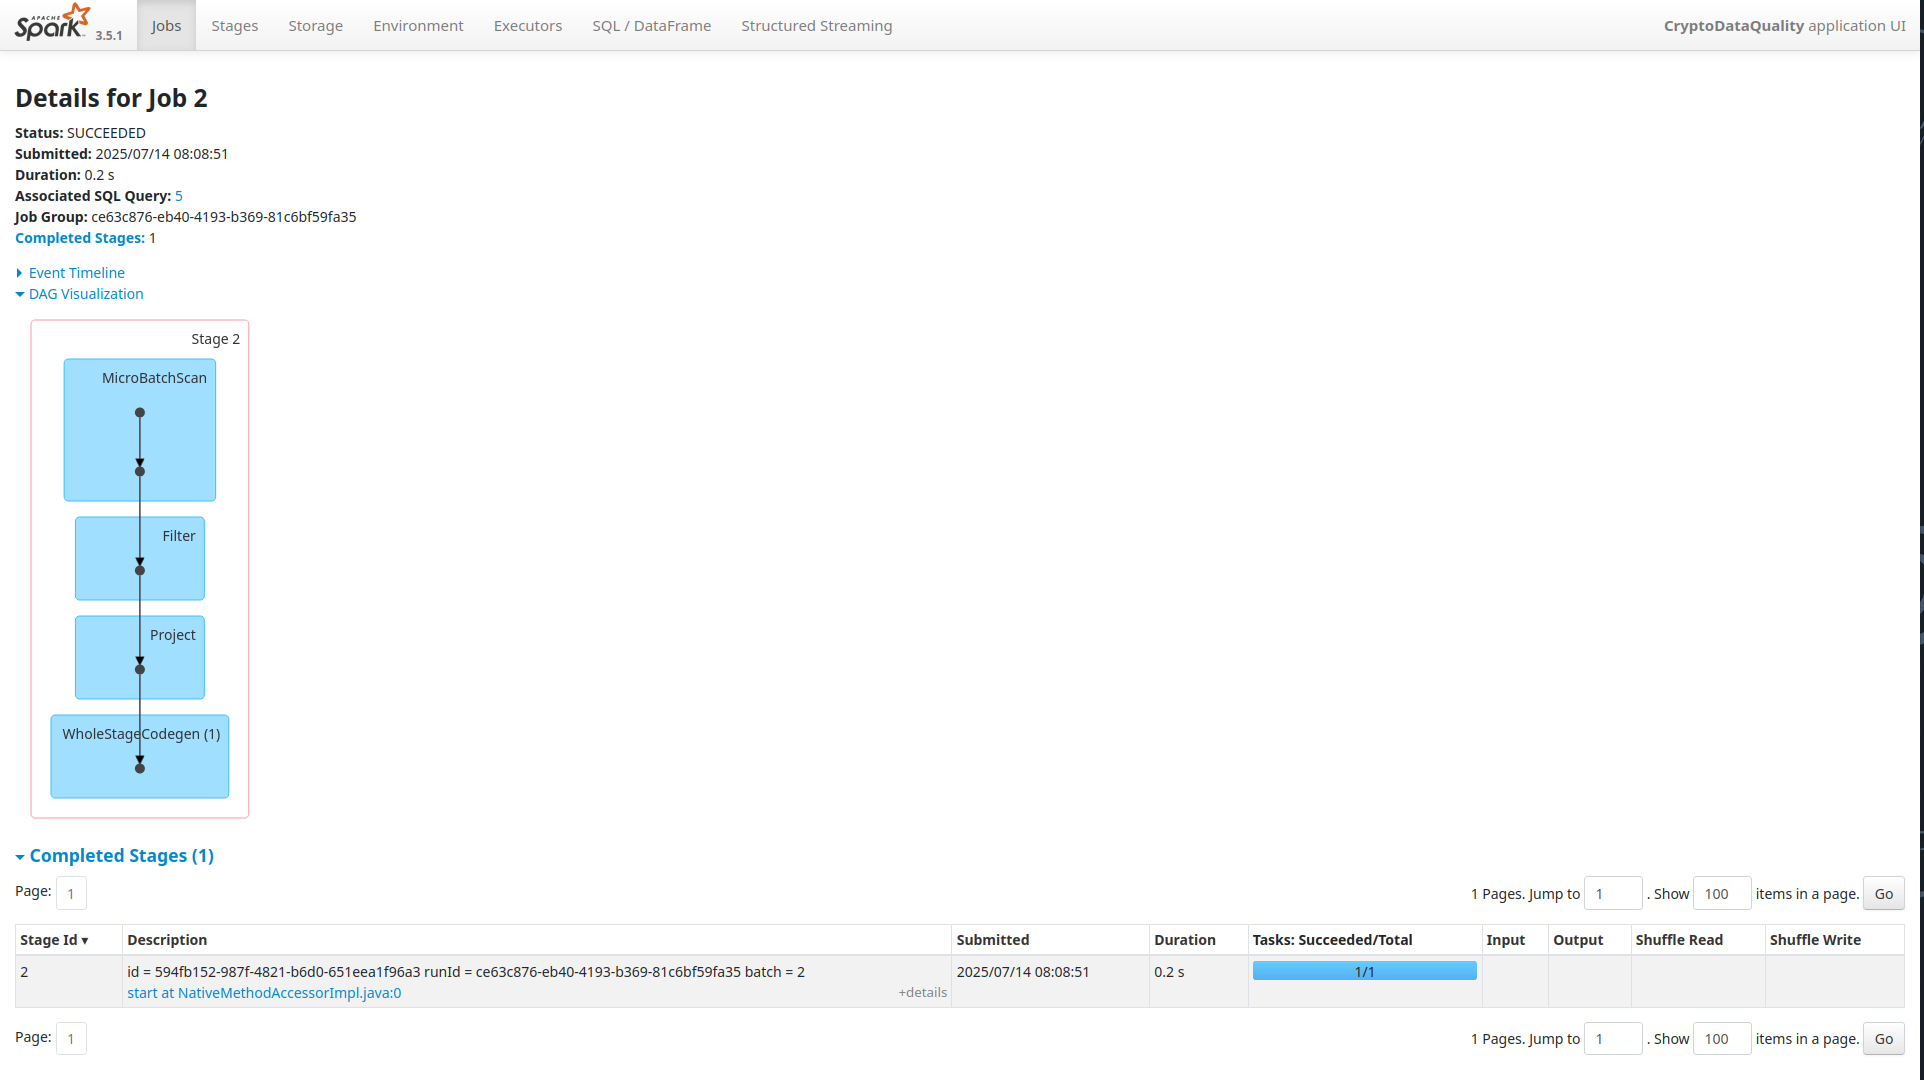 APACHE
Spark 3.5.1 Jobs Stages Storage Environment Executors SQL / DataFrame Structured Streaming CryptoDataQuality application UI
Details for Job 2
Status: SUCCEEDED
Submitted: 2025/07/14 08:08:51
Duration: 0.2 s
Associated SQL Query: 5
Job Group: ce63c876-eb40-4193-b369-81c6bf59fa35
Completed Stages: 1
Event Timeline
DAG Visualization
Stage 2
MicroBatchScan
Filter
Project
WholeStageCodegen (1)
Completed Stages (1)
Page: 1 1 Pages. Jump to 1 . Show 100 items in a page. Go
Stage Id ▾ Description Submitted Duration Tasks: Succeeded/Total Input Output Shuffle Read Shuffle Write
2 id = 594fb152-987f-4821-b6d0-651eea1f96a3 runId = ce63c876-eb40-4193-b369-81c6bf59fa35 batch = 2 2025/07/14 08:08:51 0.2 s 1/1
start at NativeMethodAccessorImpl.java:0 +details
Page: 1 1 Pages. Jump to 1 . Show 100 items in a page. Go